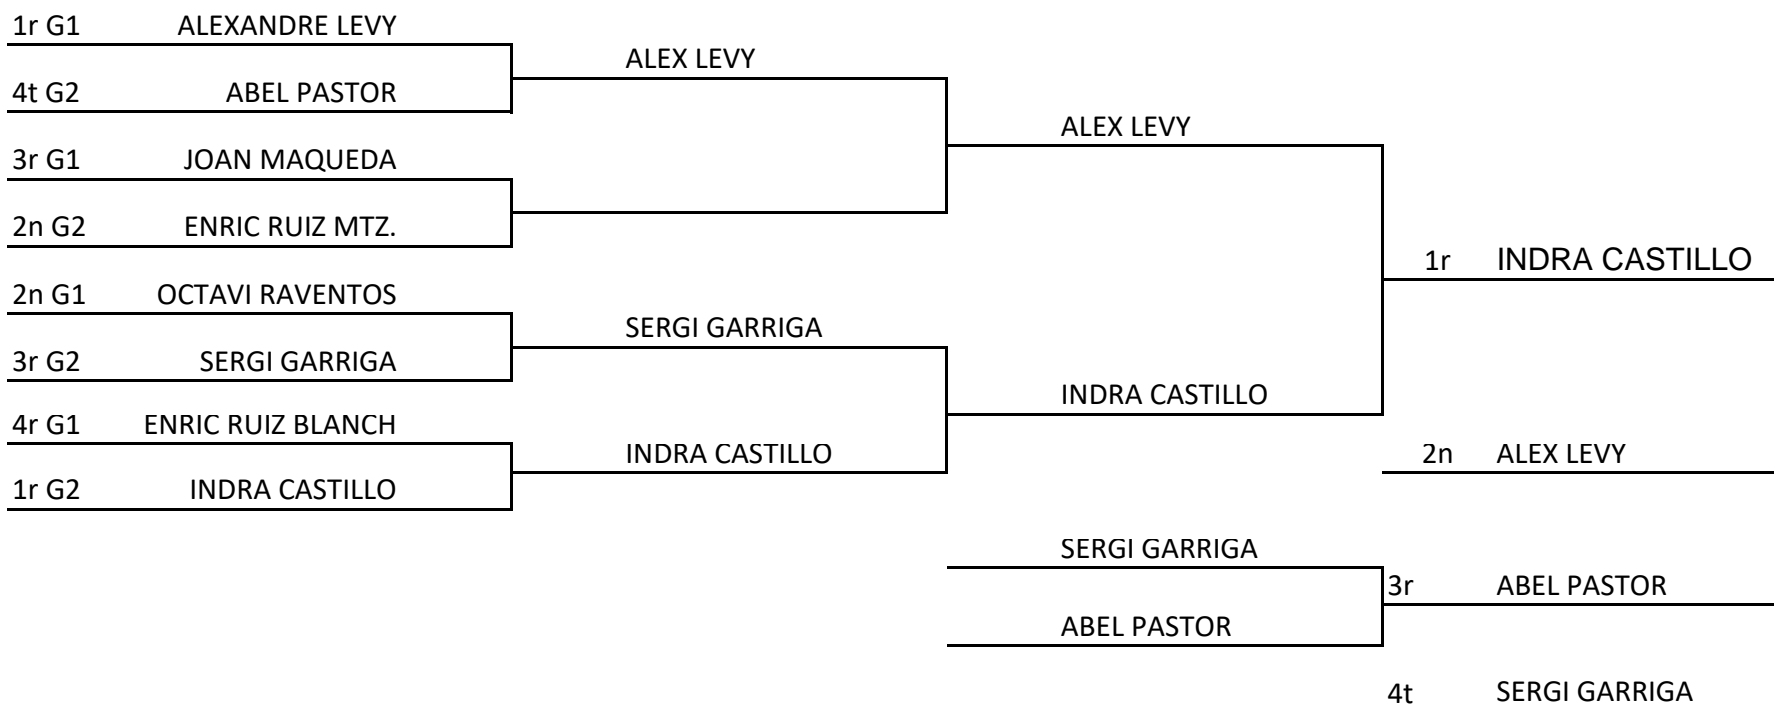 1r G1 ALEXANDRE LEVY
ALEX LEVY
4t G2 ABEL PASTOR
ALEX LEVY
3r G1 JOAN MAQUEDA
2n G2 ENRIC RUIZ MTZ.
1r INDRA CASTILLO
2n G1 OCTAVI RAVENTOS
SERGI GARRIGA
3r G2 SERGI GARRIGA
INDRA CASTILLO
4r G1 ENRIC RUIZ BLANCH
INDRA CASTILLO
2n ALEX LEVY
1r G2 INDRA CASTILLO
SERGI GARRIGA
3r ABEL PASTOR
ABEL PASTOR
4t SERGI GARRIGA